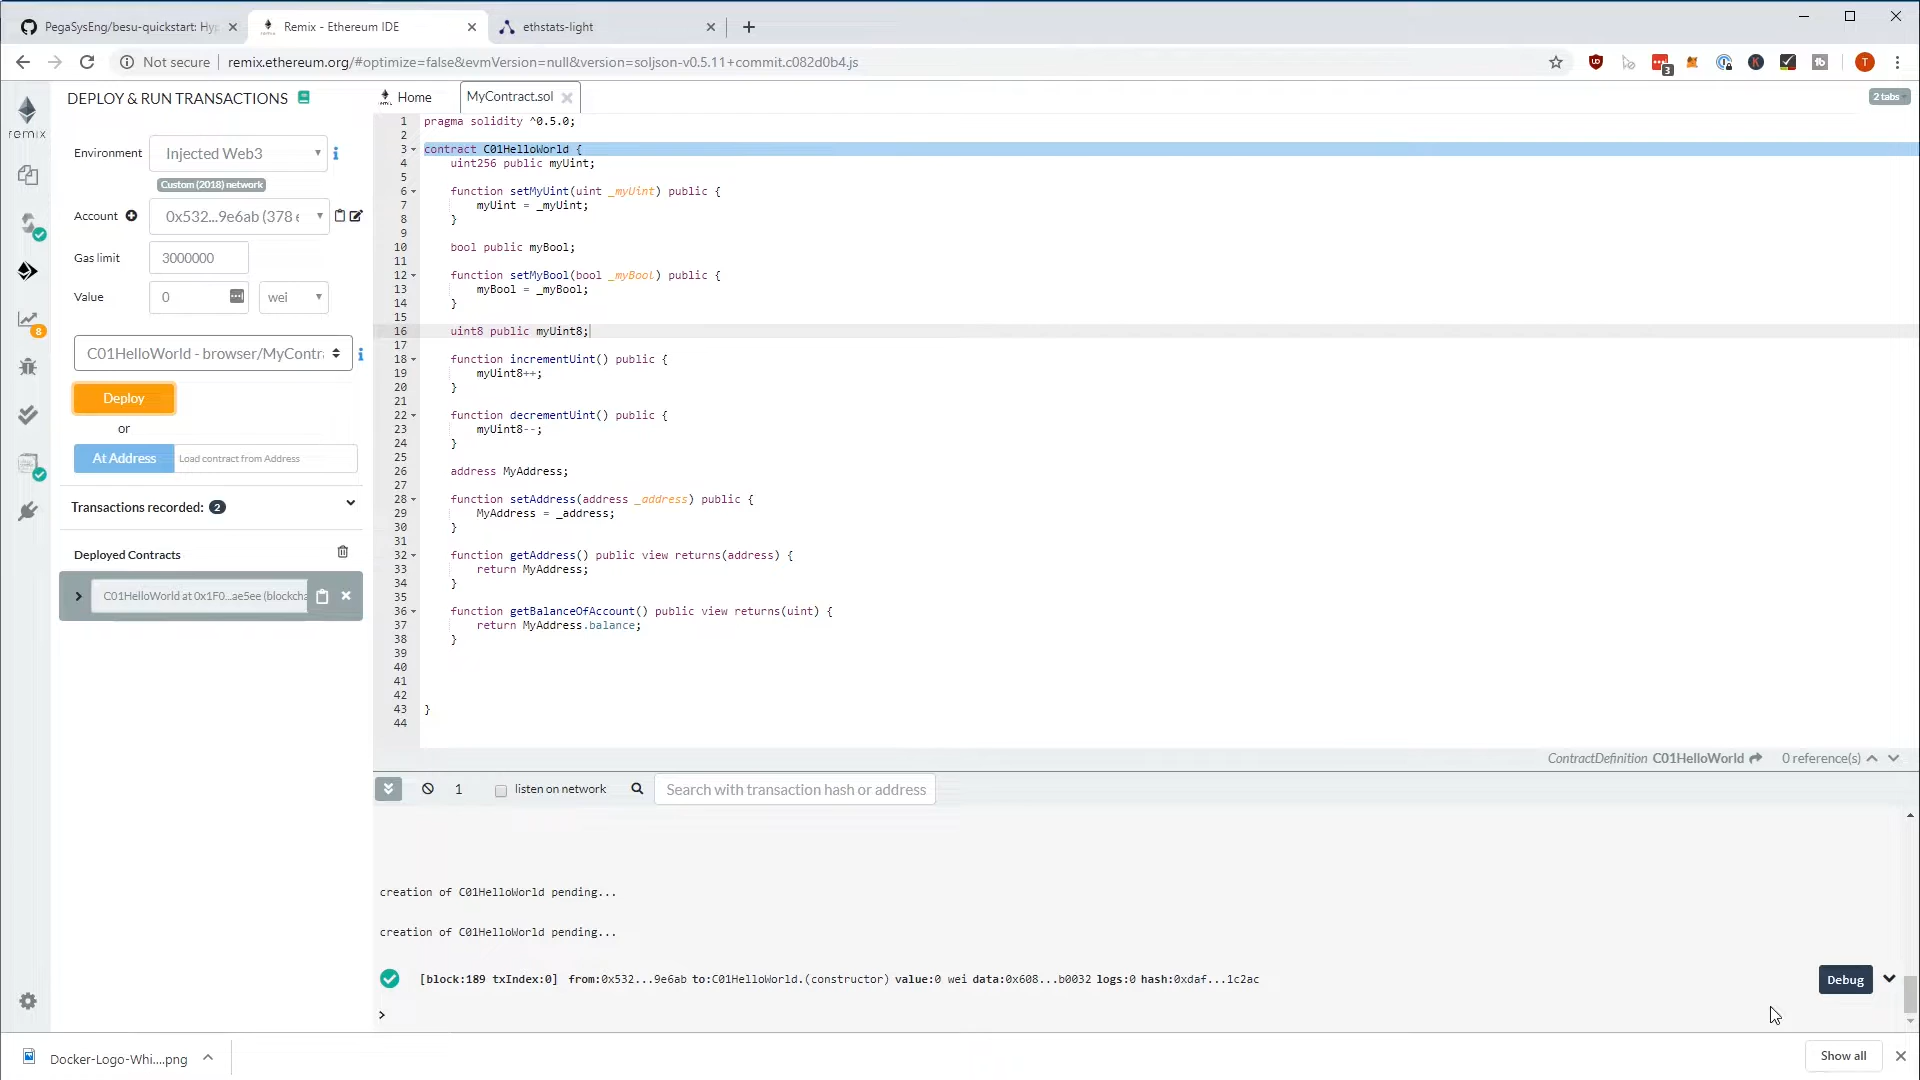 PegaSysEng/besu-quickstart: Hyp
Remix - Ethereum IDE
ethstats-light
Not secure
remix.ethereum.org/#optimize=false&evmVersion=null&version=soljson-v0.5.11+commit.c082d0b4.js
3
T
remix
DEPLOY & RUN TRANSACTIONS
Home
MyContract.sol
2 tabs
Environment
Injected Web3
i
Custom (2018) network
Account
0x532...9e6ab (378 e
Gas limit
3000000
Value
0
wei
8
C01HelloWorld - browser/MyContra
i
Deploy
or
At Address
Load contract from Address
Transactions recorded: 2
Deployed Contracts
C01HelloWorld at 0x1F0...ae5ee (blockcha
1 pragma solidity ^0.5.0;
2
3 contract C01HelloWorld {
4 uint256 public myUint;
5
6 function setMyUint(uint _myUint) public {
7 myUint = _myUint;
8 }
9
10 bool public myBool;
11
12 function setMyBool(bool _myBool) public {
13 myBool = _myBool;
14 }
15
16 uint8 public myUint8;
17
18 function incrementUint() public {
19 myUint8++;
20 }
21
22 function decrementUint() public {
23 myUint8--;
24 }
25
26 address MyAddress;
27
28 function setAddress(address _address) public {
29 MyAddress = _address;
30 }
31
32 function getAddress() public view returns(address) {
33 return MyAddress;
34 }
35
36 function getBalanceOfAccount() public view returns(uint) {
37 return MyAddress.balance;
38 }
39
40
41
42
43 }
44
ContractDefinition C01HelloWorld
0 reference(s)
1
listen on network
Search with transaction hash or address
creation of C01HelloWorld pending...
creation of C01HelloWorld pending...
[block:189 txIndex:0] from:0x532...9e6ab to:C01HelloWorld.(constructor) value:0 wei data:0x608...b0032 logs:0 hash:0xdaf...1c2ac
Debug
>
Docker-Logo-Whi....png
Show all